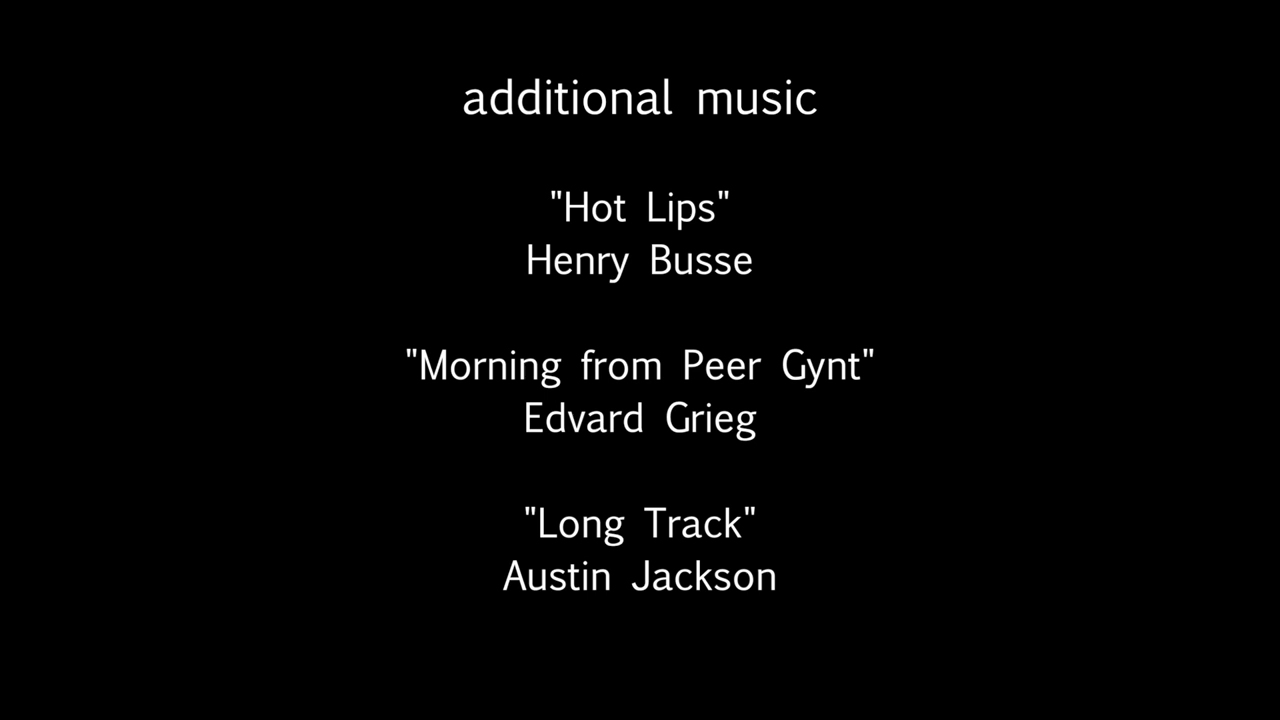 additional music
"Hot Lips"
Henry Busse
"Morning from Peer Gynt"
Edvard Grieg
"Long Track"
Austin Jackson